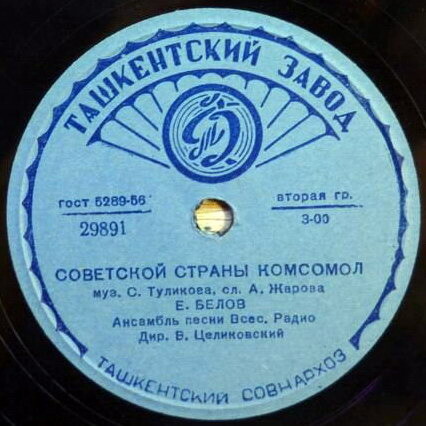 ТАШКЕНТСКИЙ ЗАВОД
ГОСТ 5289-56
29891
вторая гр.
3-00
СОВЕТСКОЙ СТРАНЫ КОМСОМОЛ
муз. С. Туликова, сл. А. Жарова
Е. БЕЛОВ
Ансамбль песни Всес. Радио
Дир. В. Целиковский
ТАШКЕНТСКИЙ СОВНАРХОЗ